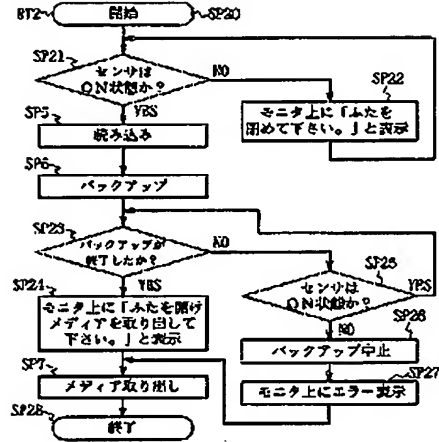 RT2 開始 SP20
SP21
センサは
ON状態か?
NO
YES
SP22
モニタ上に「ふたを
閉めて下さい。」と表示
SP5
読み込み
SP6
バックアップ
SP23
バックアップが
終了したか?
NO
YES
SP24
モニタ上に「ふたを開け
メディアを取り出して
下さい。」と表示
SP25
センサは
ON状態か?
YES
NO
SP26
バックアップ中止
SP27
モニタ上にエラー表示
SP7
メディア取り出し
SP28
終了